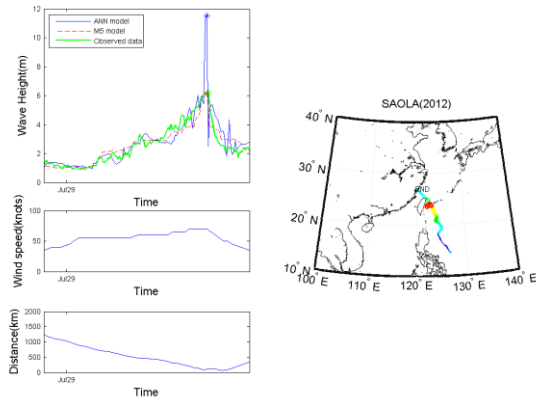 ANN model
M5 model
Observed data
Wave Height(m)
12
10
8
6
4
2
0
Jul29
Time
Wind speed(Knots)
100
50
0
Jul29
Time
Distance(km)
2000
1500
1000
500
0
Jul29
Time
SAOLA(2012)
40° N
30° N
20° N
10° N
100° E
110° E
120° E
130° E
140° E
END